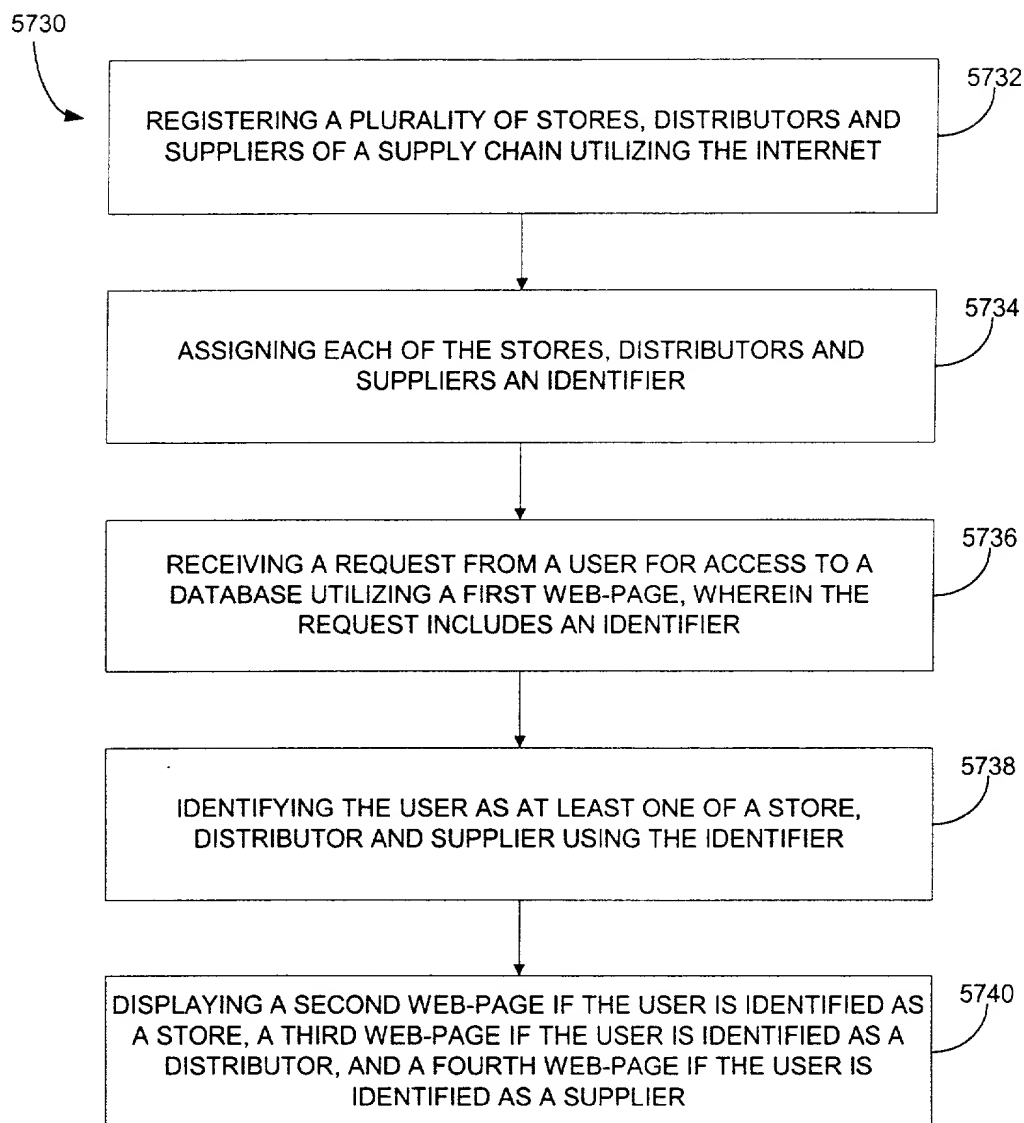 5730
5732
REGISTERING A PLURALITY OF STORES, DISTRIBUTORS AND
SUPPLIERS OF A SUPPLY CHAIN UTILIZING THE INTERNET
5734
ASSIGNING EACH OF THE STORES, DISTRIBUTORS AND
SUPPLIERS AN IDENTIFIER
5736
RECEIVING A REQUEST FROM A USER FOR ACCESS TO A
DATABASE UTILIZING A FIRST WEB-PAGE, WHEREIN THE
REQUEST INCLUDES AN IDENTIFIER
5738
IDENTIFYING THE USER AS AT LEAST ONE OF A STORE,
DISTRIBUTOR AND SUPPLIER USING THE IDENTIFIER
5740
DISPLAYING A SECOND WEB-PAGE IF THE USER IS IDENTIFIED AS
A STORE, A THIRD WEB-PAGE IF THE USER IS IDENTIFIED AS A
DISTRIBUTOR, AND A FOURTH WEB-PAGE IF THE USER IS
IDENTIFIED AS A SUPPLIER